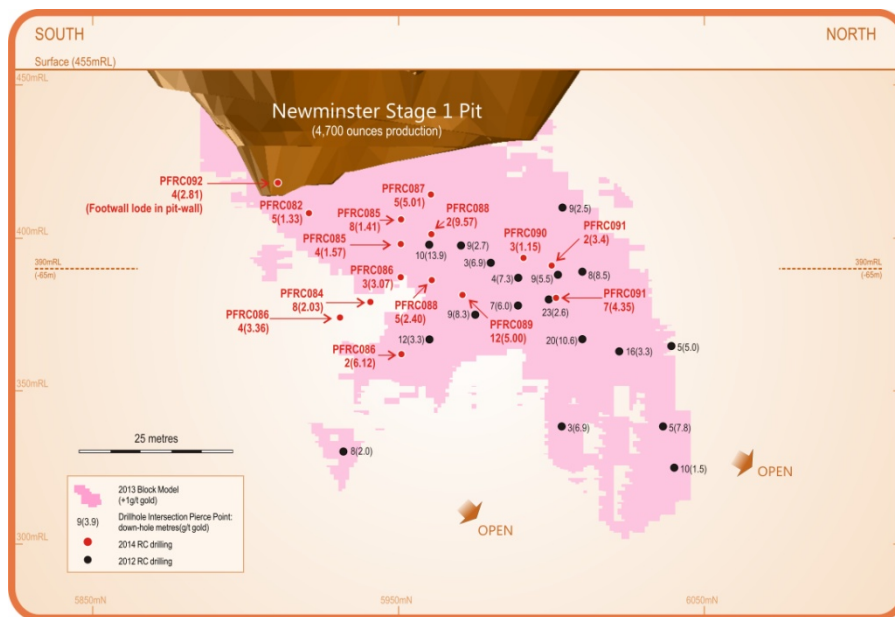 SOUTH
NORTH
Surface (455mRL)
450mRL
Newminster Stage 1 Pit
(4,700 ounces production)
PFRC092
4(2.81)
(Footwall lode in pit-wall)
PFRC082
5(1.33)
PFRC087
5(5.01)
PFRC085
8(1.41)
PFRC088
2(9.57)
PFRC085
4(1.57)
PFRC090
3(1.15)
PFRC091
2(3.4)
9(2.5)
400mRL
10(13.9)
9(2.7)
3(6.9)
4(7.3)
9(5.5)
8(8.5)
390mRL
(-65m)
390mRL
(-65m)
PFRC086
3(3.07)
PFRC084
8(2.03)
PFRC086
4(3.36)
PFRC088
5(2.40)
9(8.3)
PFRC089
12(5.00)
7(6.0)
23(2.6)
PFRC091
7(4.35)
PFRC086
2(6.12)
12(3.3)
20(10.6)
16(3.3)
5(5.0)
350mRL
3(6.9)
5(7.8)
8(2.0)
10(1.5)
OPEN
OPEN
25 metres
2013 Block Model
(+1g/t gold)
9(3.9)
Drillhole Intersection Pierce Point:
down-hole metres(g/t gold)
2014 RC drilling
2012 RC drilling
300mRL
5850mN
5950mN
6050mN